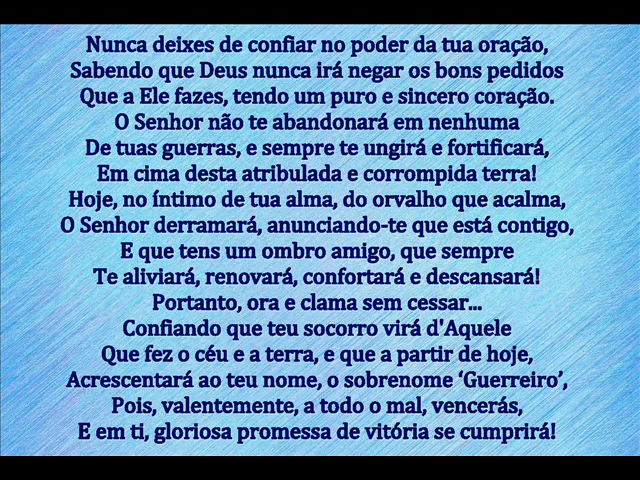 Nunca deixes de confiar no poder da tua oração,
Sabendo que Deus nunca irá negar os bons pedidos
Que a Ele fazes, tendo um puro e sincero coração.
O Senhor não te abandonará em nenhuma
De tuas guerras, e sempre te ungirá e fortificará,
Em cima desta atribulada e corrompida terra!
Hoje, no íntimo de tua alma, do orvalho que acalma,
O Senhor derramará, anunciando-te que está contigo,
E que tens um ombro amigo, que sempre
Te aliviará, renovará, confortará e descansará!
Portanto, ora e clama sem cessar...
Confiando que teu socorro virá d'Aquele
Que fez o céu e a terra, e que a partir de hoje,
Acrescentará ao teu nome, o sobrenome ‘Guerreiro’,
Pois, valentemente, a todo o mal, vencerás,
E em ti, gloriosa promessa de vitória se cumprirá!